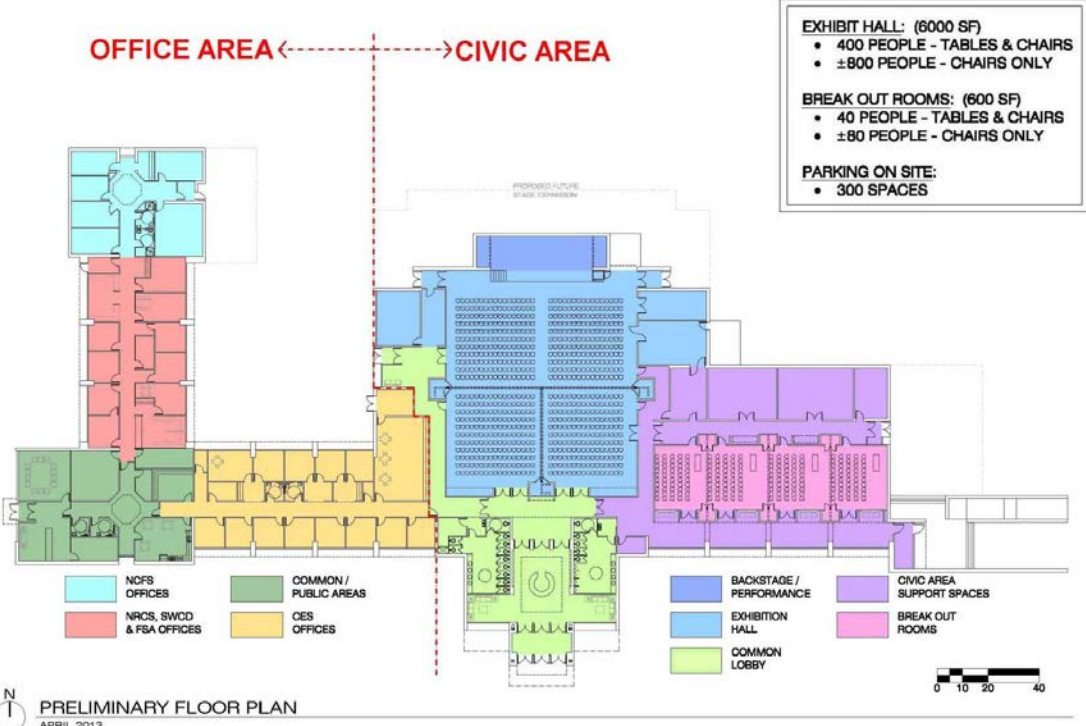 OFFICE AREA
CIVIC AREA
EXHIBIT HALL: (6000 SF)
• 400 PEOPLE - TABLES & CHAIRS
• ±800 PEOPLE - CHAIRS ONLY
BREAK OUT ROOMS: (600 SF)
• 40 PEOPLE - TABLES & CHAIRS
• ±80 PEOPLE - CHAIRS ONLY
PARKING ON SITE:
• 300 SPACES
PROPOSED FUTURE
STAGE EXPANSION
NCFS
OFFICES
NRCS, SWCD
& FSA OFFICES
COMMON /
PUBLIC AREAS
CES
OFFICES
BACKSTAGE /
PERFORMANCE
EXHIBITION
HALL
COMMON
LOBBY
CIVIC AREA
SUPPORT SPACES
BREAK OUT
ROOMS
0 10 20 40
N
PRELIMINARY FLOOR PLAN
APRIL 2013